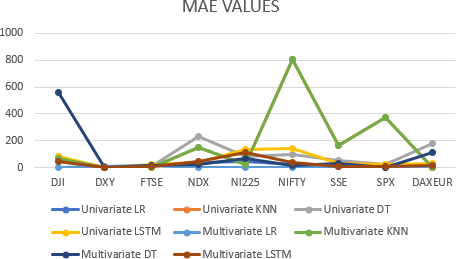 MAE VALUES
1000
800
600
400
200
0
DJI DXY FTSE NDX NI225 NIFTY SSE SPX DAXEUR
Univariate LR Univariate KNN Univariate DT
Univariate LSTM Multivariate LR Multivariate KNN
Multivariate DT Multivariate LSTM